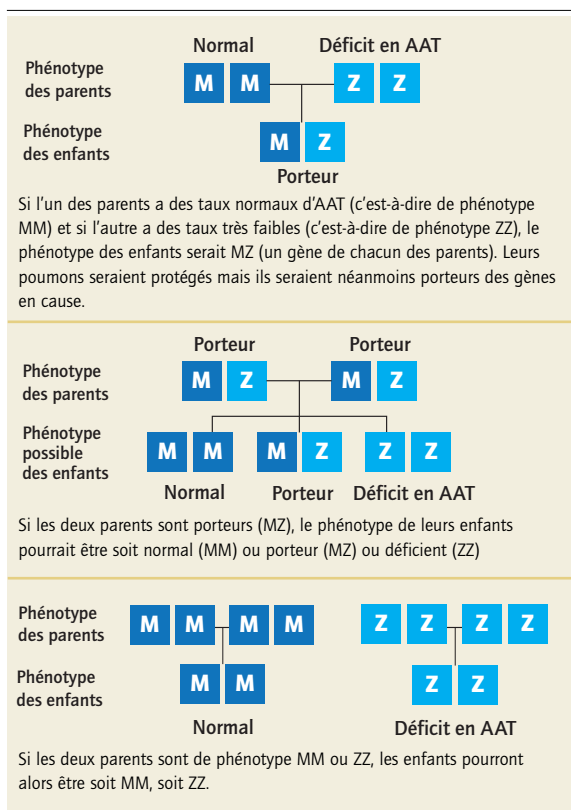 Normal Déficit en AAT
Phénotype
des parents
M M Z Z
Phénotype
des enfants
M Z
Porteur
Si l'un des parents a des taux normaux d'AAT (c'est-à-dire de phénotype
MM) et si l'autre a des taux très faibles (c'est-à-dire de phénotype ZZ), le
phénotype des enfants serait MZ (un gène de chacun des parents). Leurs
poumons seraient protégés mais ils seraient néanmoins porteurs des gènes
en cause.
Porteur Porteur
Phénotype
des parents
M Z M Z
Phénotype
possible
des enfants
M M M Z Z Z
Normal Porteur Déficit en AAT
Si les deux parents sont porteurs (MZ), le phénotype de leurs enfants
pourrait être soit normal (MM) ou porteur (MZ) ou déficient (ZZ)
Phénotype
des parents
M M M M Z Z Z Z
Phénotype
des enfants
M M Z Z
Normal Déficit en AAT
Si les deux parents sont de phénotype MM ou ZZ, les enfants pourront
alors être soit MM, soit ZZ.